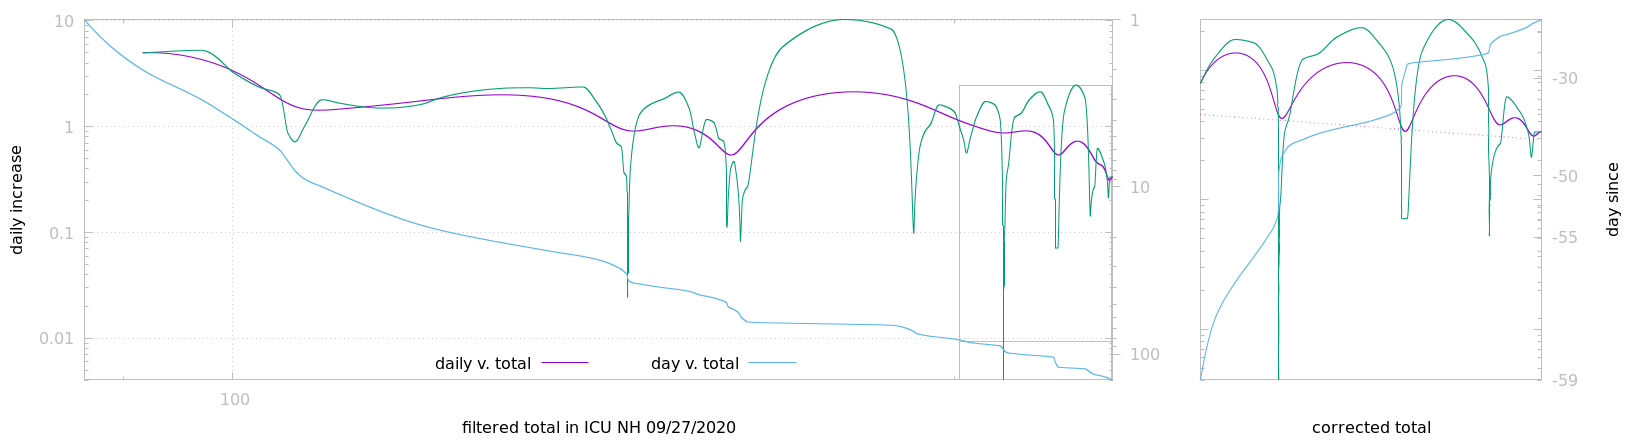 10
1
0.1
0.01
daily increase
daily v. total
day v. total
100
filtered total in ICU NH 09/27/2020
1
10
100
-30
-50
-55
-59
day since
corrected total